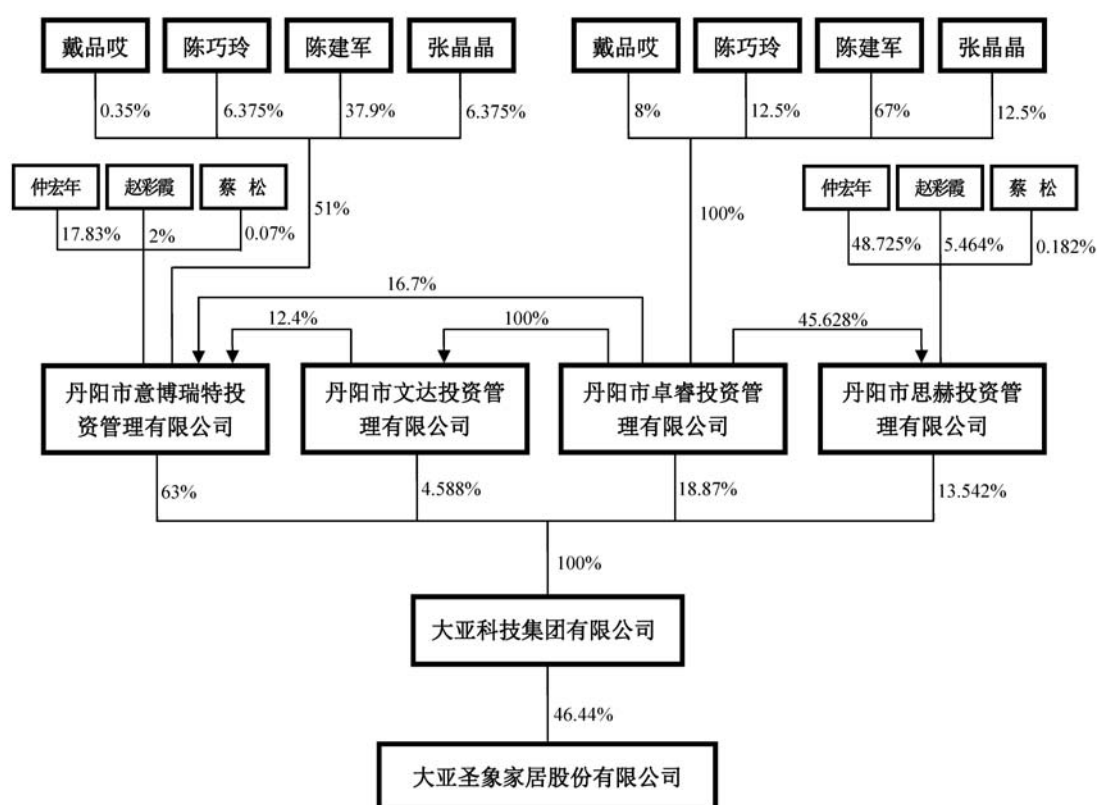 戴品哎 陈巧玲 陈建军 张晶晶 戴品哎 陈巧玲 陈建军 张晶晶
0.35% 6.375% 37.9% 6.375% 8% 12.5% 67% 12.5%
仲宏年 赵彩霞 蔡 松 51% 100% 仲宏年 赵彩霞 蔡 松
17.83% 2% 0.07% 48.725% 5.464% 0.182%
16.7%
12.4% 100% 45.628%
丹阳市意博瑞特投 丹阳市文达投资管 丹阳市卓睿投资管 丹阳市思赫投资管
资管理有限公司 理有限公司 理有限公司 理有限公司
63% 4.588% 18.87% 13.542%
100%
大亚科技集团有限公司
46.44%
大亚圣象家居股份有限公司